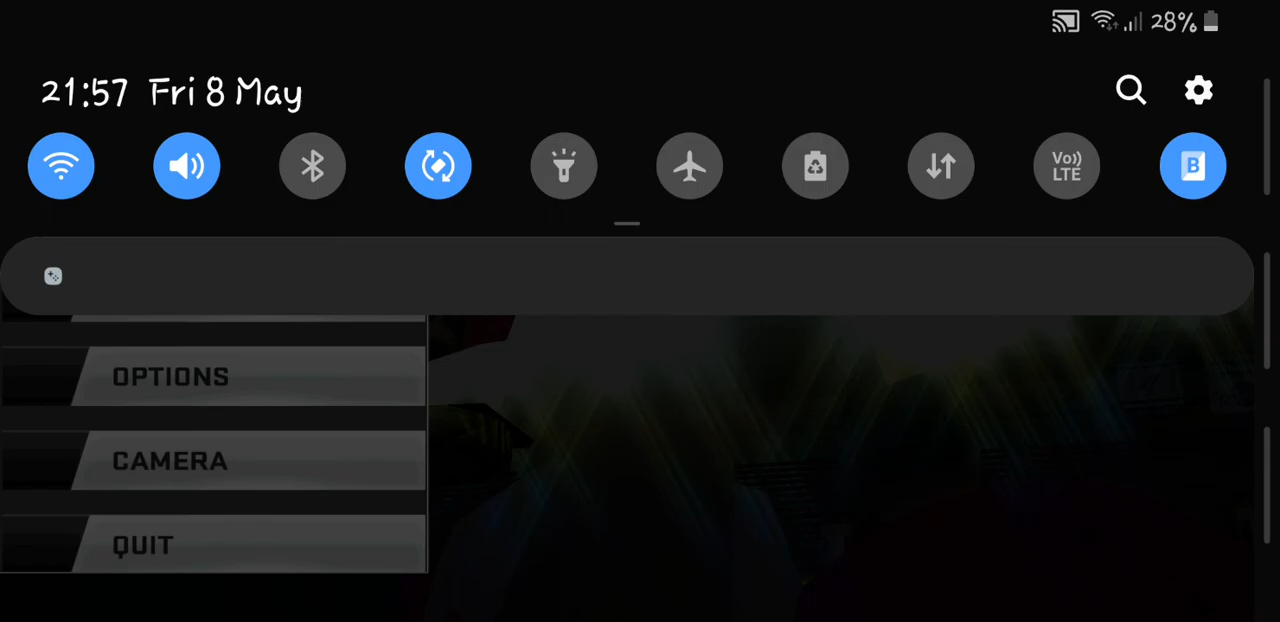 28%
21:57 Fri 8 May
Vo)) LTE
B
OPTIONS
CAMERA
QUIT